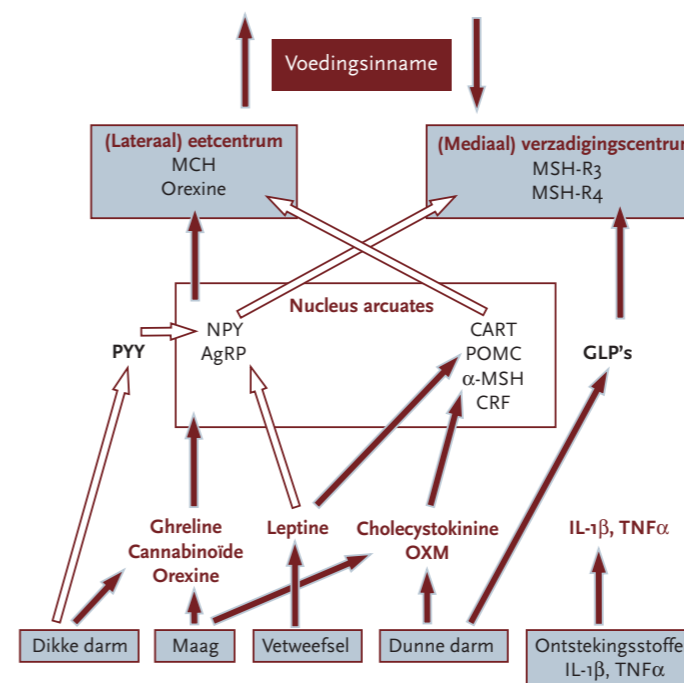 Voedingsinname
(Lateraal) eetcentrum
MCH
Orexine
(Mediaal) verzadigingscentrum
MSH-R3
MSH-R4
Nucleus arcuates
PYY
NPY
AgRP
CART
POMC
α-MSH
CRF
GLP's
Ghreline
Cannabinoïde
Orexine
Leptine
Cholecystokinine
OXM
IL-1β, TNFα
Dikke darm
Maag
Vetweefsel
Dunne darm
Ontstekingsstoffe
IL-1β, TNFα